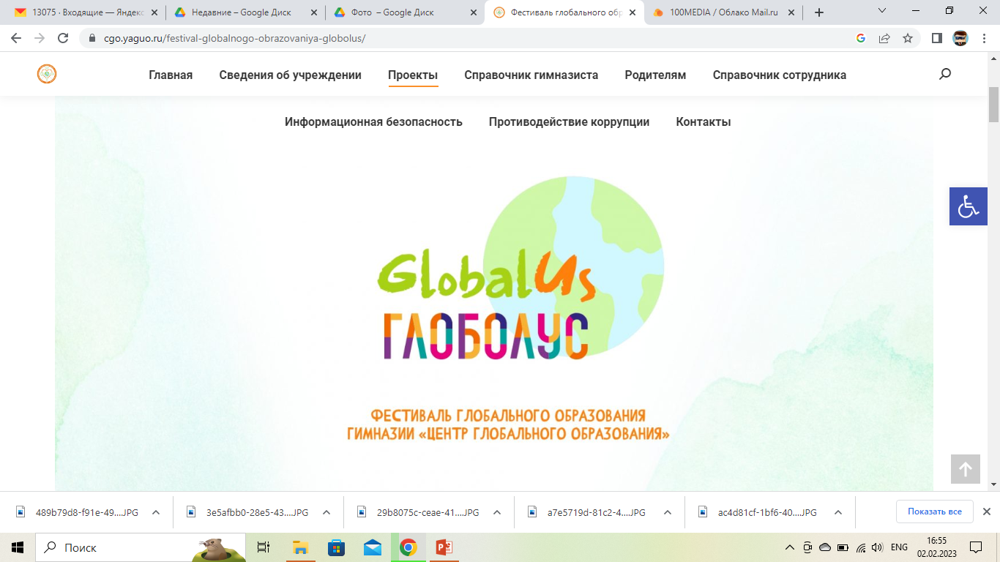 13075 · Входящие — Яндекс
Недавние – Google Диск
Фото – Google Диск
Фестиваль глобального обр
100MEDIA / Облако Mail.ru
cgo.yaguo.ru/festival-globalnogo-obrazovaniya-globolus/
Главная
Сведения об учреждении
Проекты
Справочник гимназиста
Родителям
Справочник сотрудника
Информационная безопасность
Противодействие коррупции
Контакты
GlobalUs
ГЛОБОЛУС
ФЕСТИВАЛЬ ГЛОБАЛЬНОГО ОБРАЗОВАНИЯ
ГИМНАЗИИ «ЦЕНТР ГЛОБАЛЬНОГО ОБРАЗОВАНИЯ»
489b79d8-f91e-49....JPG
3e5afbb0-28e5-43....JPG
29b8075c-ceae-41....JPG
a7e5719d-81c2-4....JPG
ac4d81cf-1bf6-40....JPG
Показать все
Поиск
ENG
16:55
02.02.2023